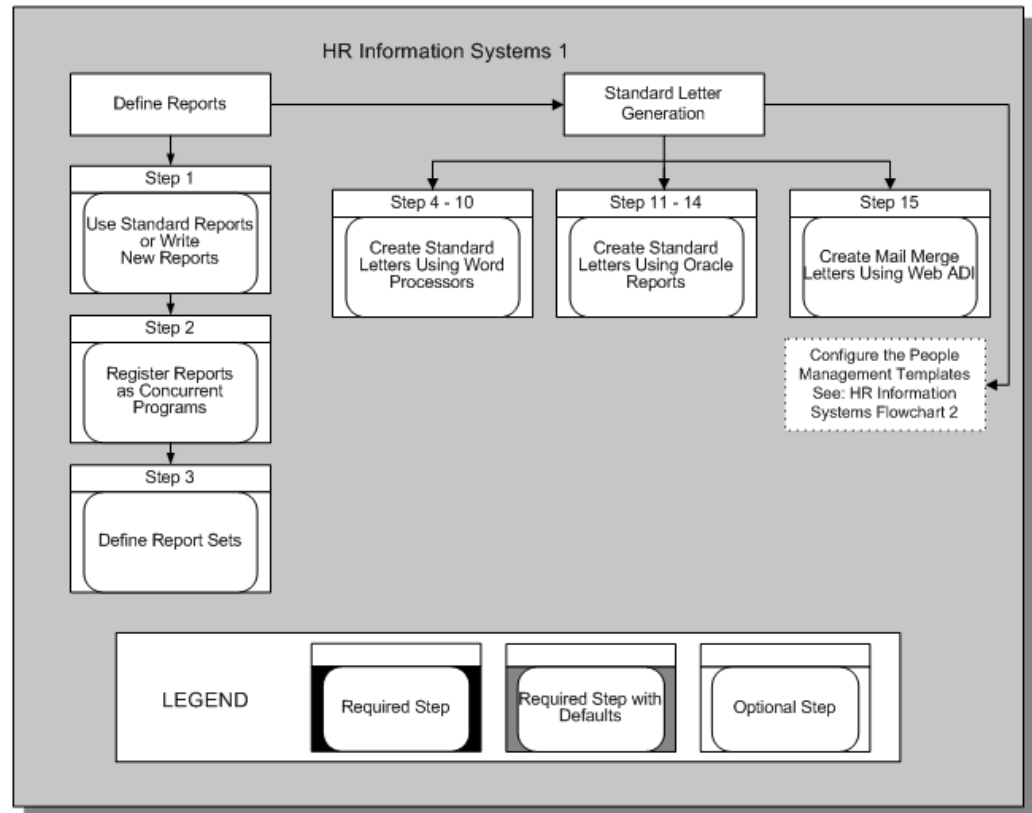 HR Information Systems 1
Define Reports
Standard Letter
Generation
Step 1
Use Standard Reports
or Write
New Reports
Step 2
Register Reports
as Concurrent
Programs
Step 3
Define Report Sets
Step 4 - 10
Create Standard
Letters Using Word
Processors
Step 11 - 14
Create Standard
Letters Using Oracle
Reports
Step 15
Create Mail Merge
Letters Using Web ADI
Configure the People
Management Templates
See: HR Information
Systems Flowchart 2
LEGEND
Required Step
Required Step with
Defaults
Optional Step